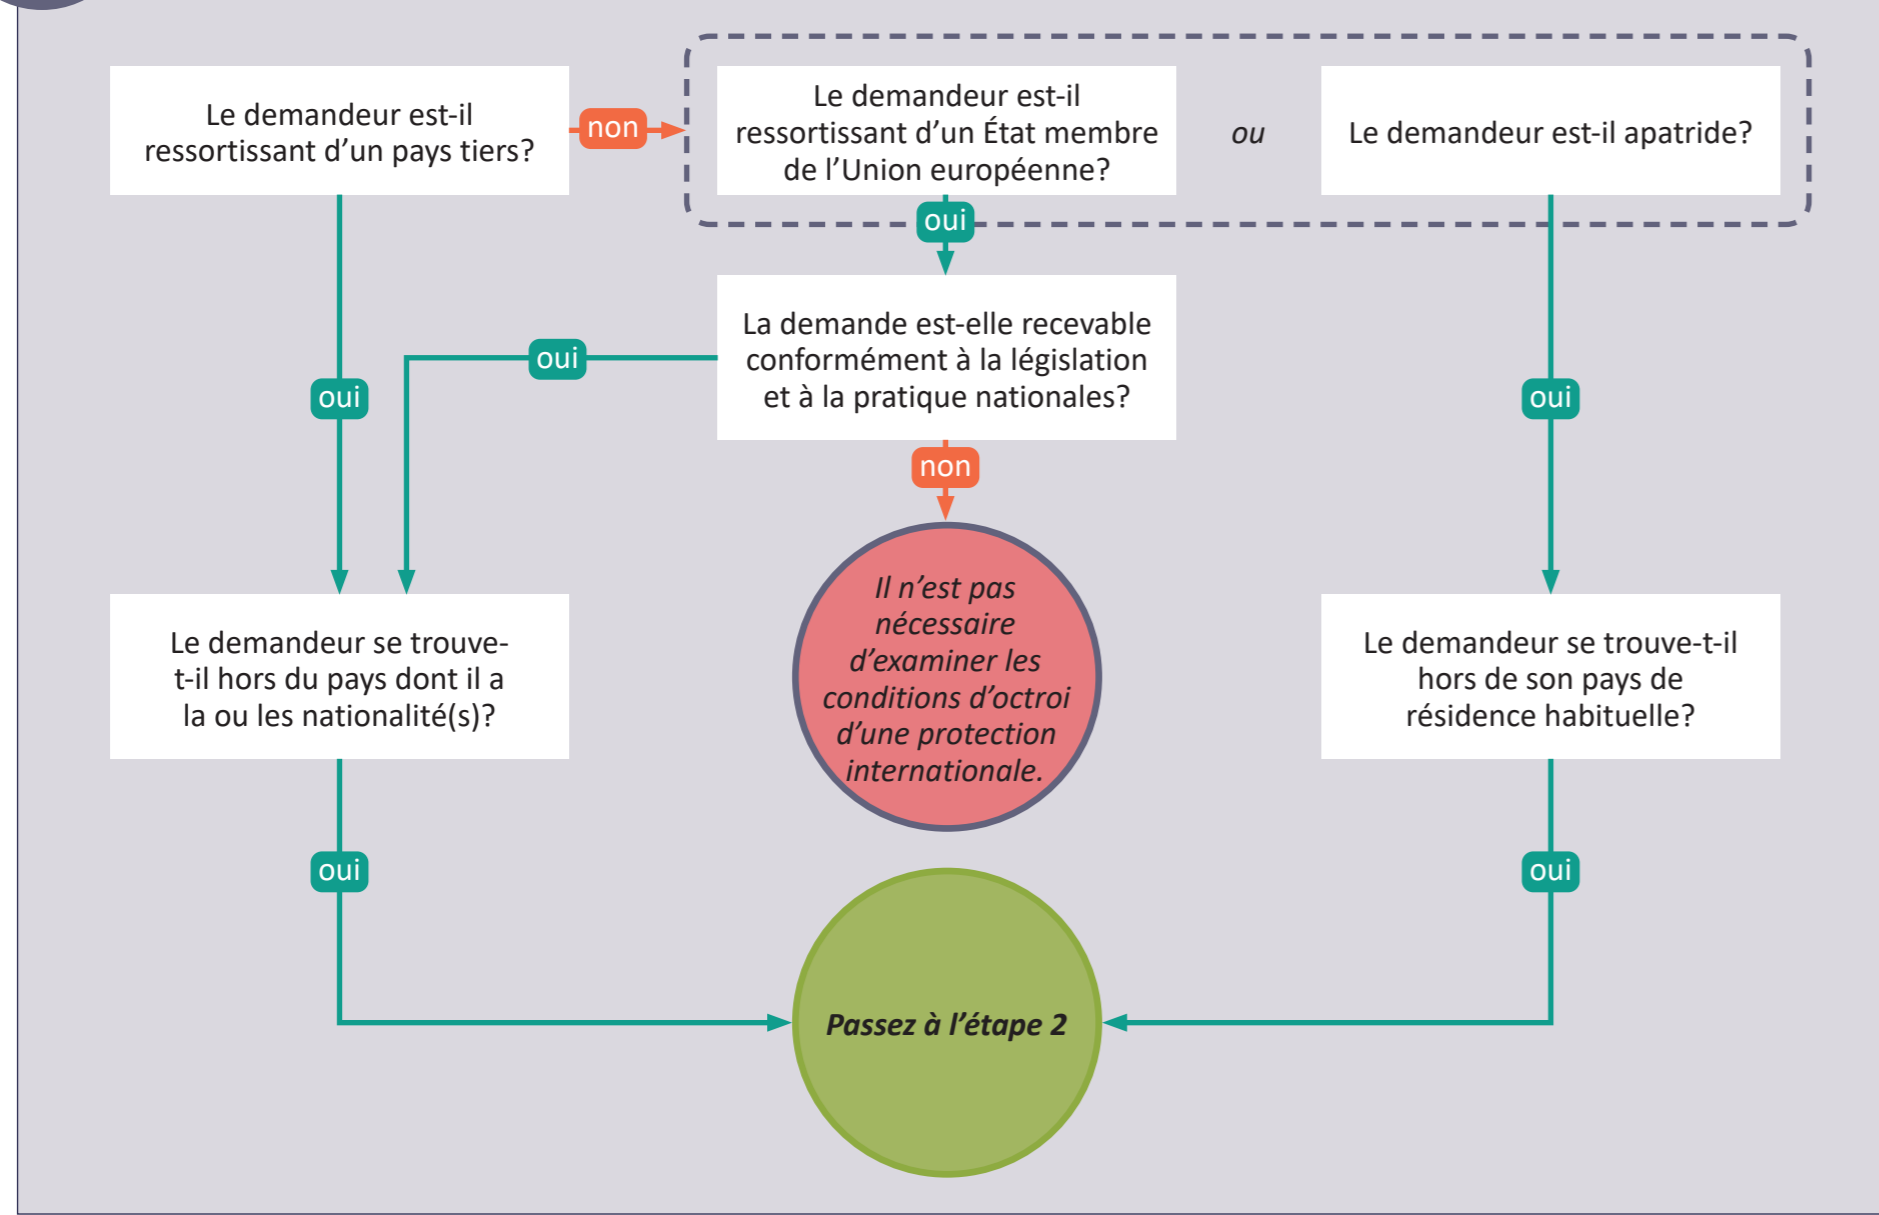 Le demandeur est-il
ressortissant d'un pays tiers?
non
Le demandeur est-il
ressortissant d'un État membre
de l'Union européenne?
ou
Le demandeur est-il apatride?
oui
La demande est-elle recevable
conformément à la législation
et à la pratique nationales?
oui
oui
oui
non
Il n'est pas
nécessaire
d'examiner les
conditions d'octroi
d'une protection
internationale.
Le demandeur se trouve-
t-il hors du pays dont il a
la ou les nationalité(s)?
Le demandeur se trouve-t-il
hors de son pays de
résidence habituelle?
oui
oui
Passez à l'étape 2